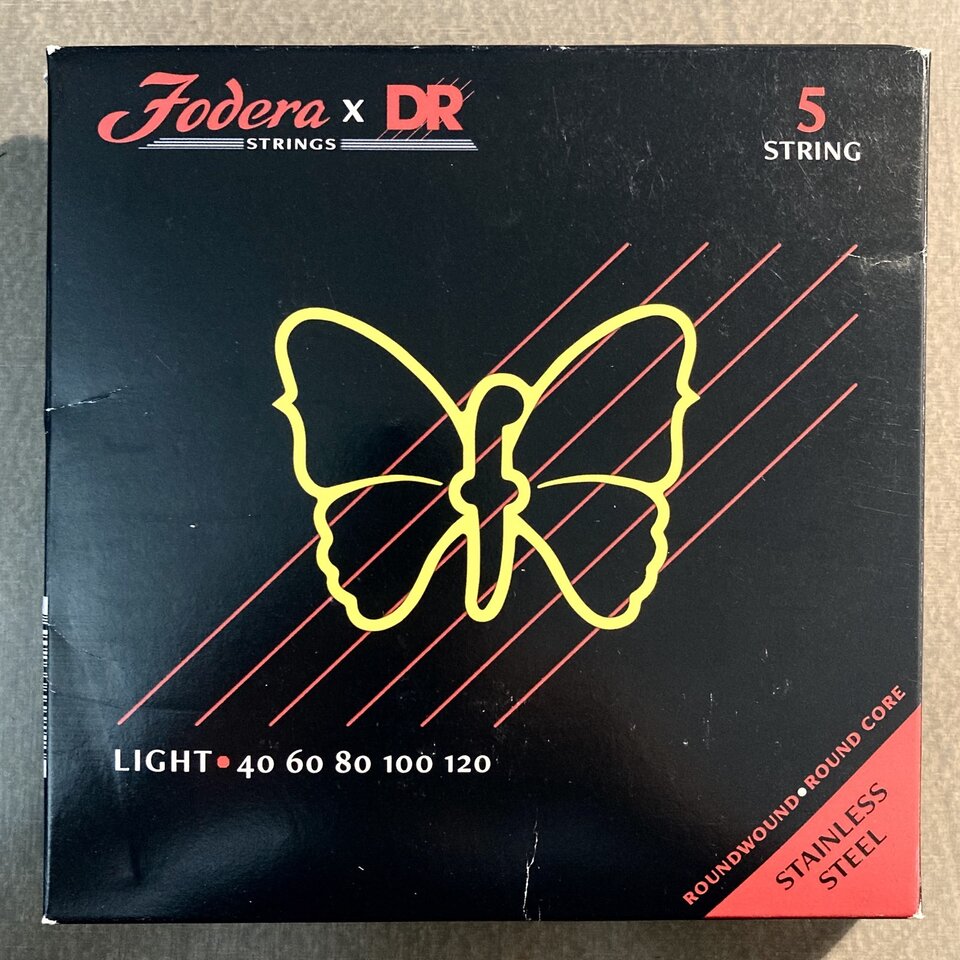 Fodera x DR
STRINGS
5
STRING
LIGHT • 40 60 80 100 120
ROUNDWOUND • ROUND CORE
STAINLESS
STEEL